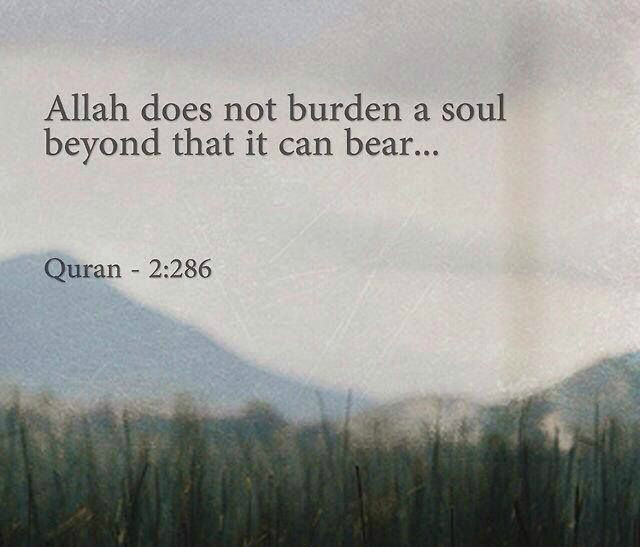 Allah does not burden a soul
beyond that it can bear...
Quran - 2:286